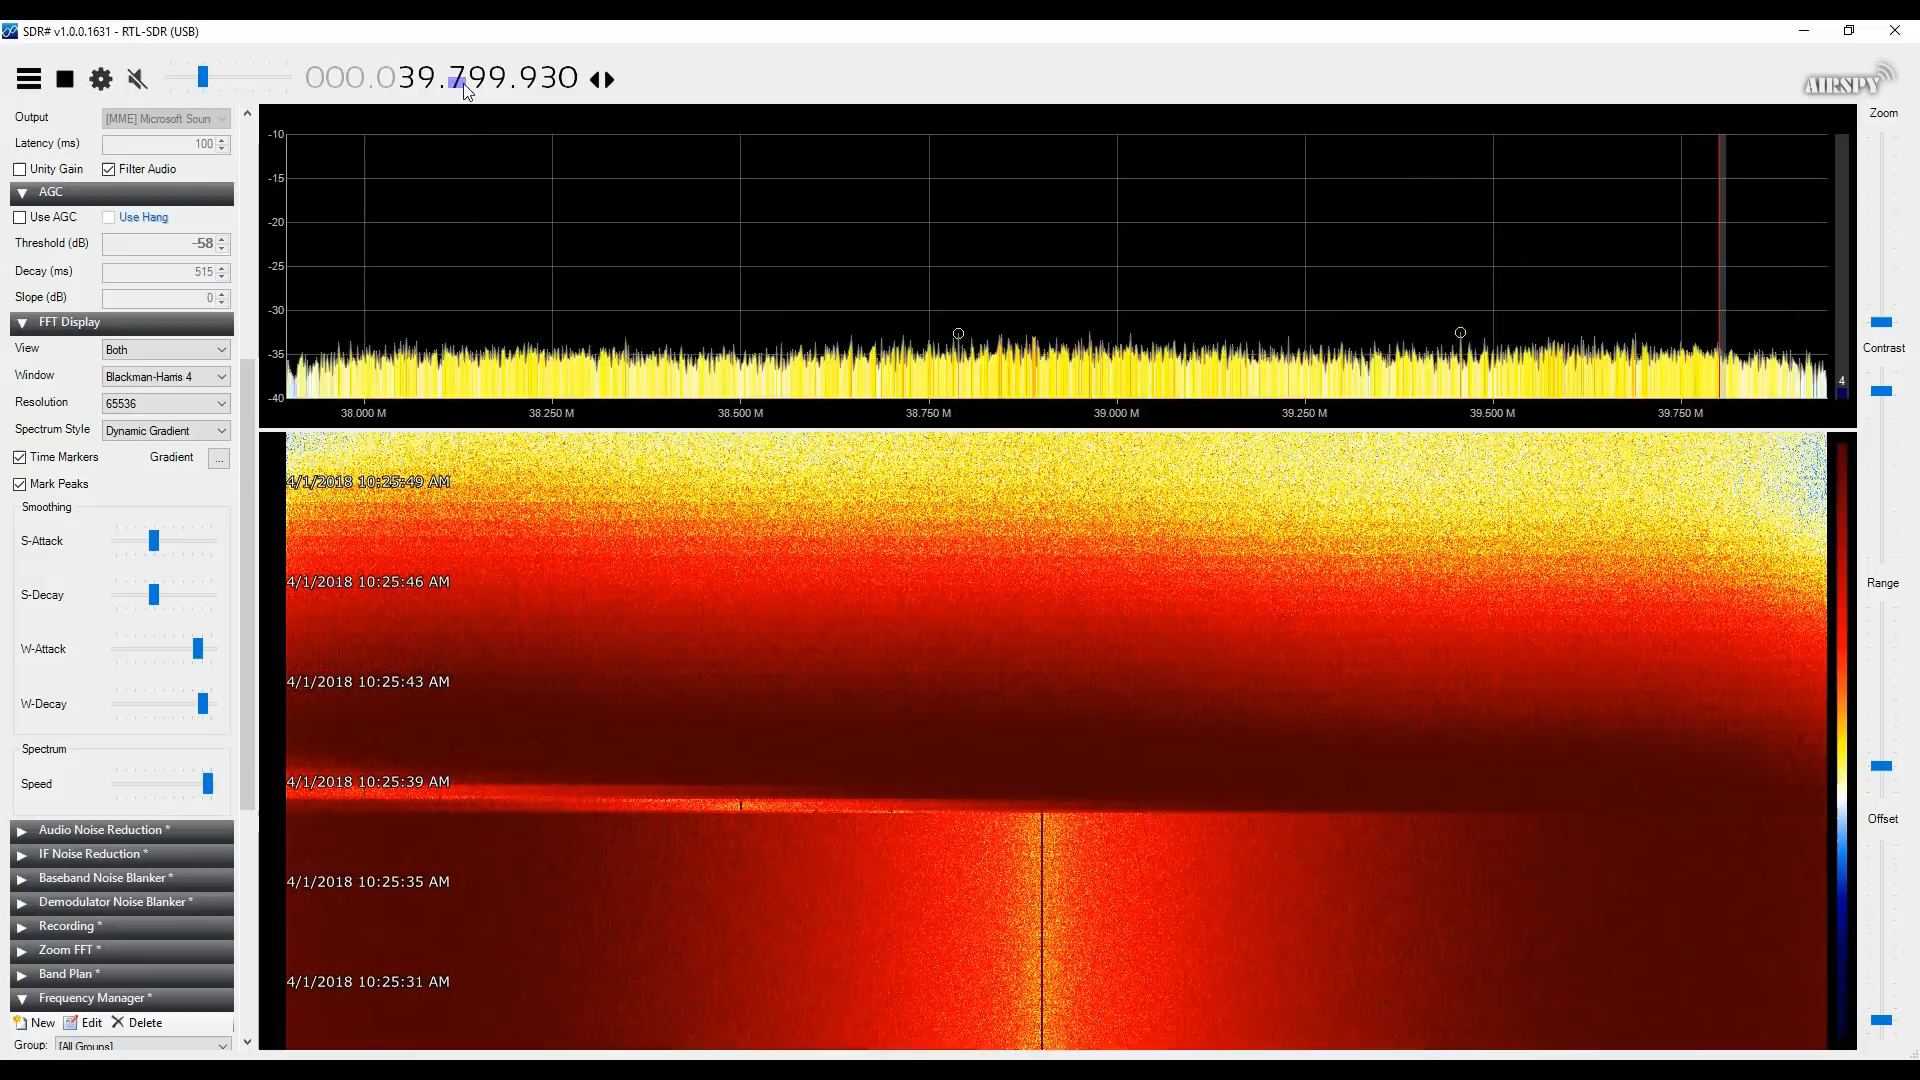 SDR# v1.0.0.1631 - RTL-SDR (USB)
000.039.799.930
AIRSPY
Output
[MME] Microsoft Soun
Latency (ms)
100
Unity Gain
Filter Audio
AGC
Use AGC
Use Hang
Threshold (dB)
-58
Decay (ms)
515
Slope (dB)
0
FFT Display
View
Both
Window
Blackman-Harris 4
Resolution
65536
Spectrum Style
Dynamic Gradient
Time Markers
Gradient
...
Mark Peaks
Smoothing
S-Attack
S-Decay
W-Attack
W-Decay
Spectrum
Speed
Audio Noise Reduction *
IF Noise Reduction *
Baseband Noise Blanker *
Demodulator Noise Blanker *
Recording *
Zoom FFT *
Band Plan *
Frequency Manager *
New Edit Delete
Group: [All Groups]
-10
-15
-20
-25
-30
-35
-40
4
38.000 M 38.250 M 38.500 M 38.750 M 39.000 M 39.250 M 39.500 M 39.750 M
4/1/2018 10:25:49 AM
4/1/2018 10:25:46 AM
4/1/2018 10:25:43 AM
4/1/2018 10:25:39 AM
4/1/2018 10:25:35 AM
4/1/2018 10:25:31 AM
Zoom
Contrast
Range
Offset